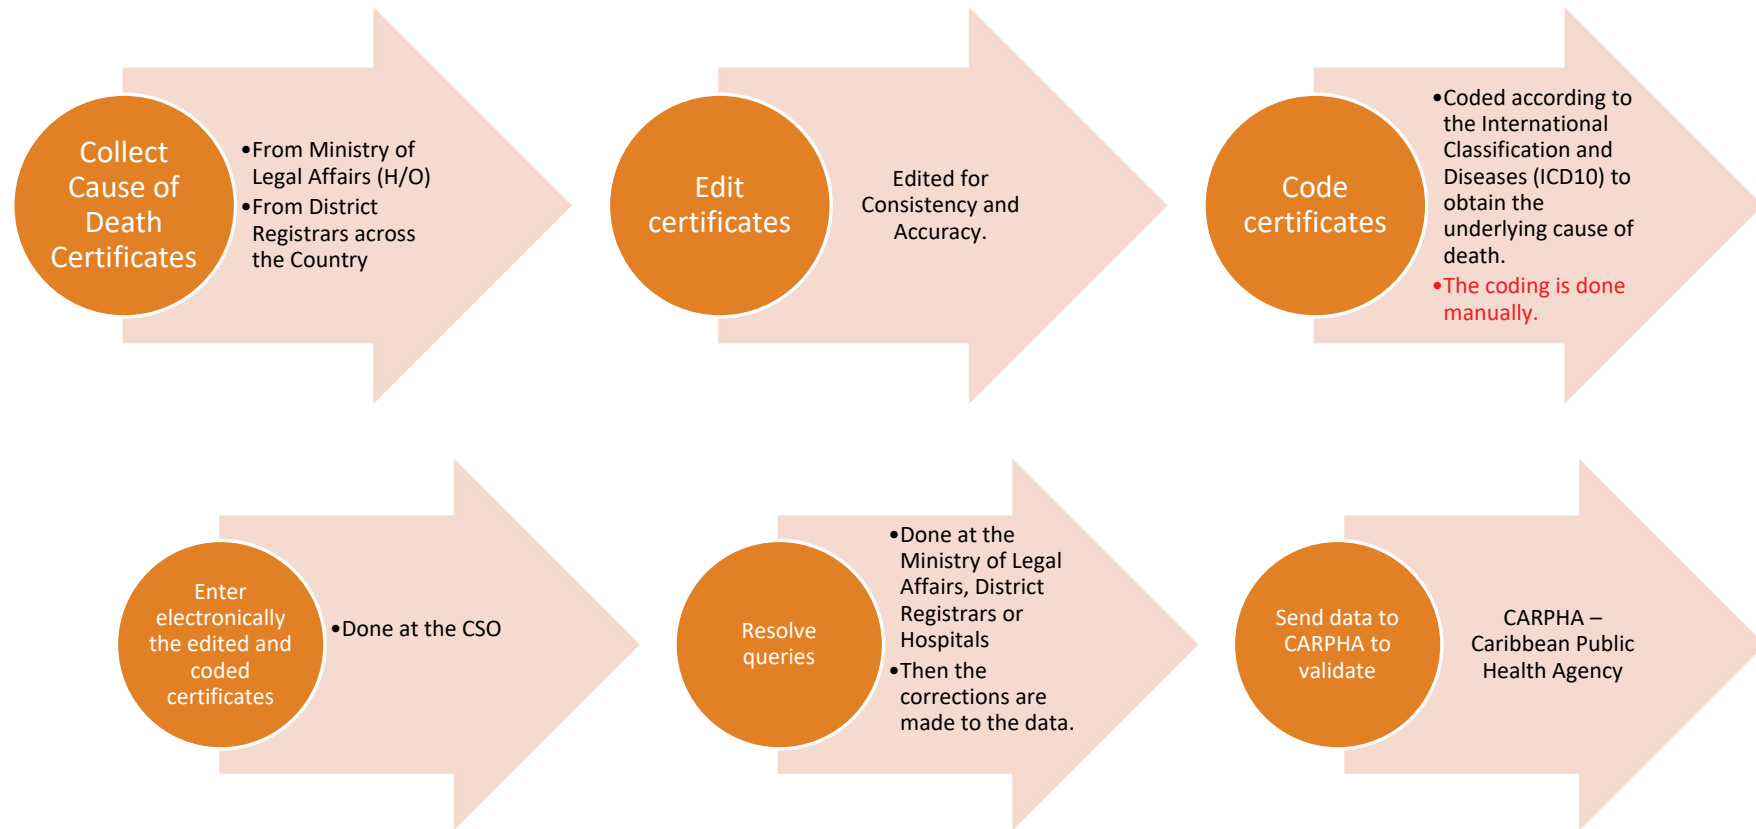 Collect
Cause of
Death
Certificates
•From Ministry of
Legal Affairs (H/O)
•From District
Registrars across
the Country
Edit
certificates
Edited for
Consistency and
Accuracy.
Code
certificates
•Coded according to
the International
Classification and
Diseases (ICD10) to
obtain the
underlying cause of
death.
•The coding is done
manually.
Enter
electronically
the edited and
coded
certificates
•Done at the CSO
Resolve
queries
•Done at the
Ministry of Legal
Affairs, District
Registrars or
Hospitals
•Then the
corrections are
made to the data.
Send data to
CARPHA to
validate
CARPHA –
Caribbean Public
Health Agency